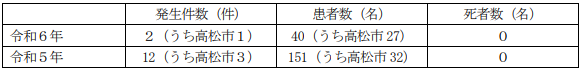 発生件数（件） 患者数（名） 死者数（名）
令和６年 ２（うち高松市１） 40（うち高松市 27） ０
令和５年 12（うち高松市３） 151（うち高松市 32） ０